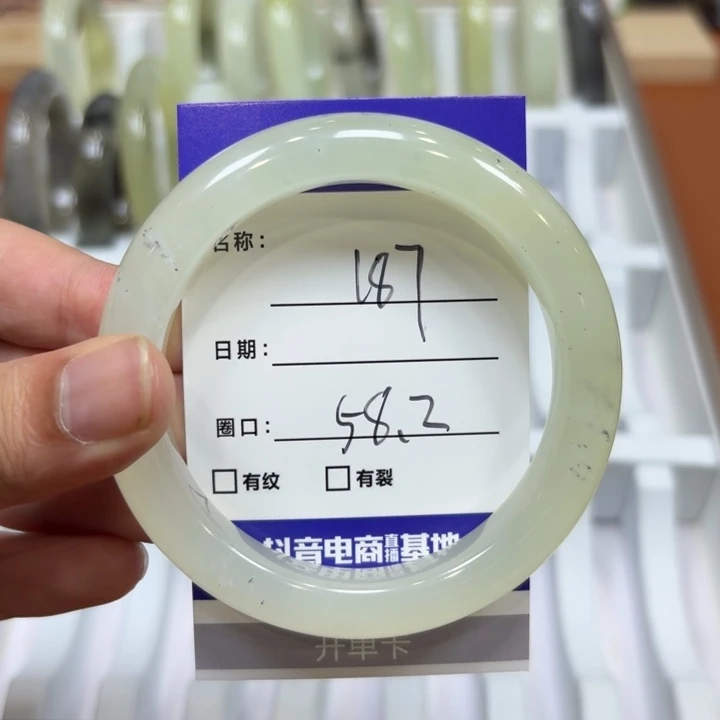 名称: 187
日期:
圈口: 58.2
有纹 有裂
抖音电商直播基地
开单卡